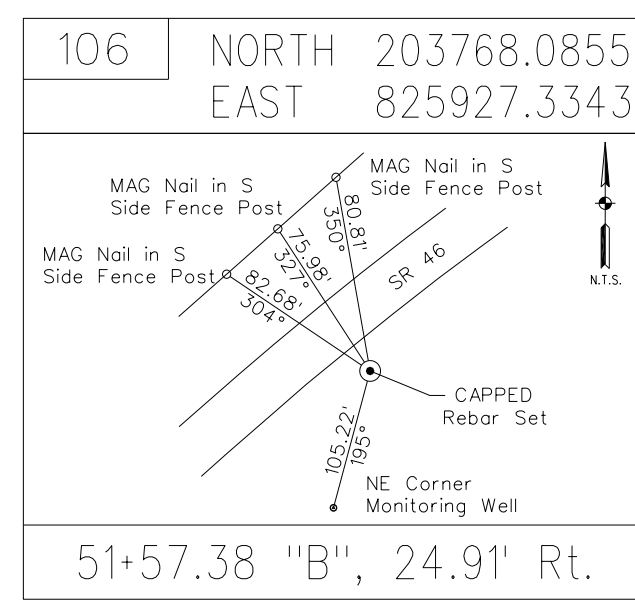 106
NORTH 203768.0855
EAST 825927.3343
MAG Nail in S
Side Fence Post
MAG Nail in S
Side Fence Post
MAG Nail in S
Side Fence Post
80.81'
350°
75.98'
327°
82.68'
304°
SR 46
N.T.S.
CAPPED
Rebar Set
105.22'
195°
NE Corner
Monitoring Well
51+57.38 "B", 24.91' Rt.